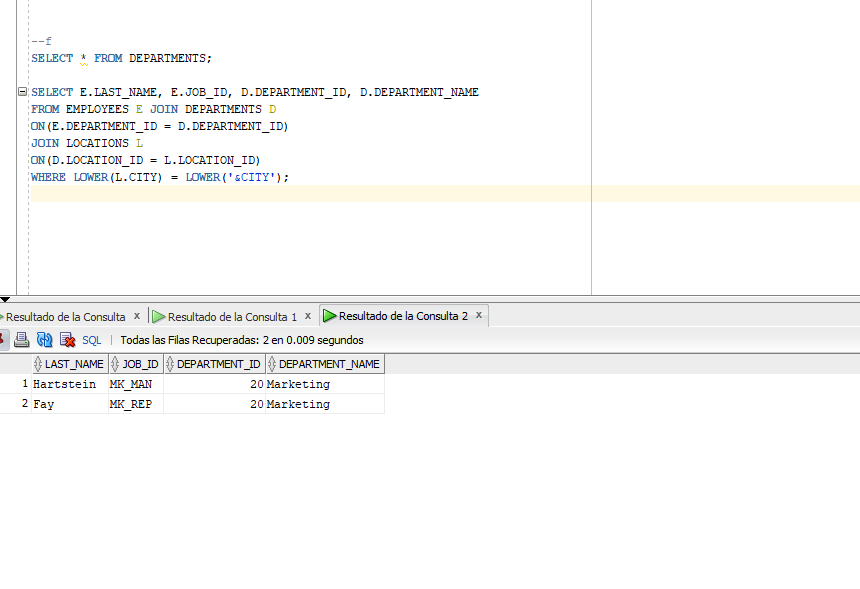 --f
SELECT * FROM DEPARTMENTS;
SELECT E.LAST_NAME, E.JOB_ID, D.DEPARTMENT_ID, D.DEPARTMENT_NAME
FROM EMPLOYEES E JOIN DEPARTMENTS D
ON(E.DEPARTMENT_ID = D.DEPARTMENT_ID)
JOIN LOCATIONS L
ON(D.LOCATION_ID = L.LOCATION_ID)
WHERE LOWER(L.CITY) = LOWER('&CITY');
Resultado de la Consulta x Resultado de la Consulta 1 x Resultado de la Consulta 2 x
SQL | Todas las Filas Recuperadas: 2 en 0.009 segundos
LAST_NAME JOB_ID DEPARTMENT_ID DEPARTMENT_NAME
1 Hartstein MK_MAN 20 Marketing
2 Fay MK_REP 20 Marketing